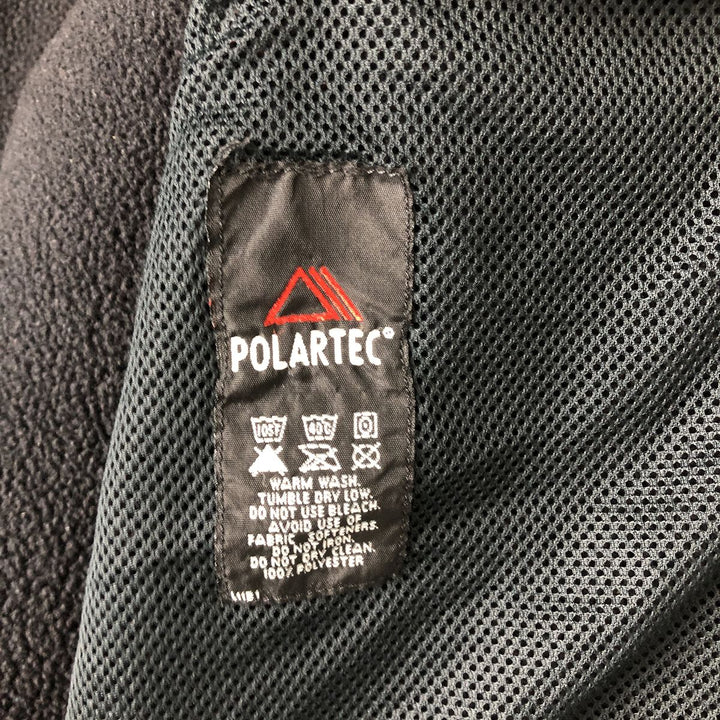 POLARTEC®
105F 40C
WARM WASH.
TUMBLE DRY LOW.
DO NOT USE BLEACH.
AVOID USE OF
FABRIC SOFTENERS.
DO NOT IRON.
DO NOT DRY CLEAN.
100% POLYESTER